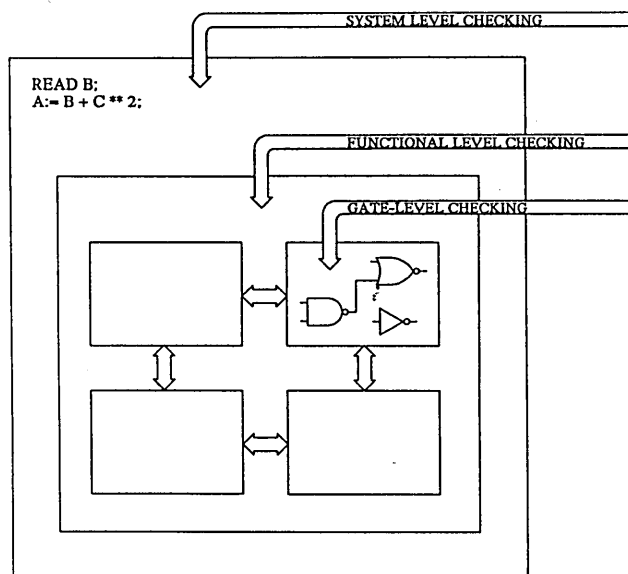 SYSTEM LEVEL CHECKING
READ B;
A:= B + C ** 2;
FUNCTIONAL LEVEL CHECKING
GATE-LEVEL CHECKING